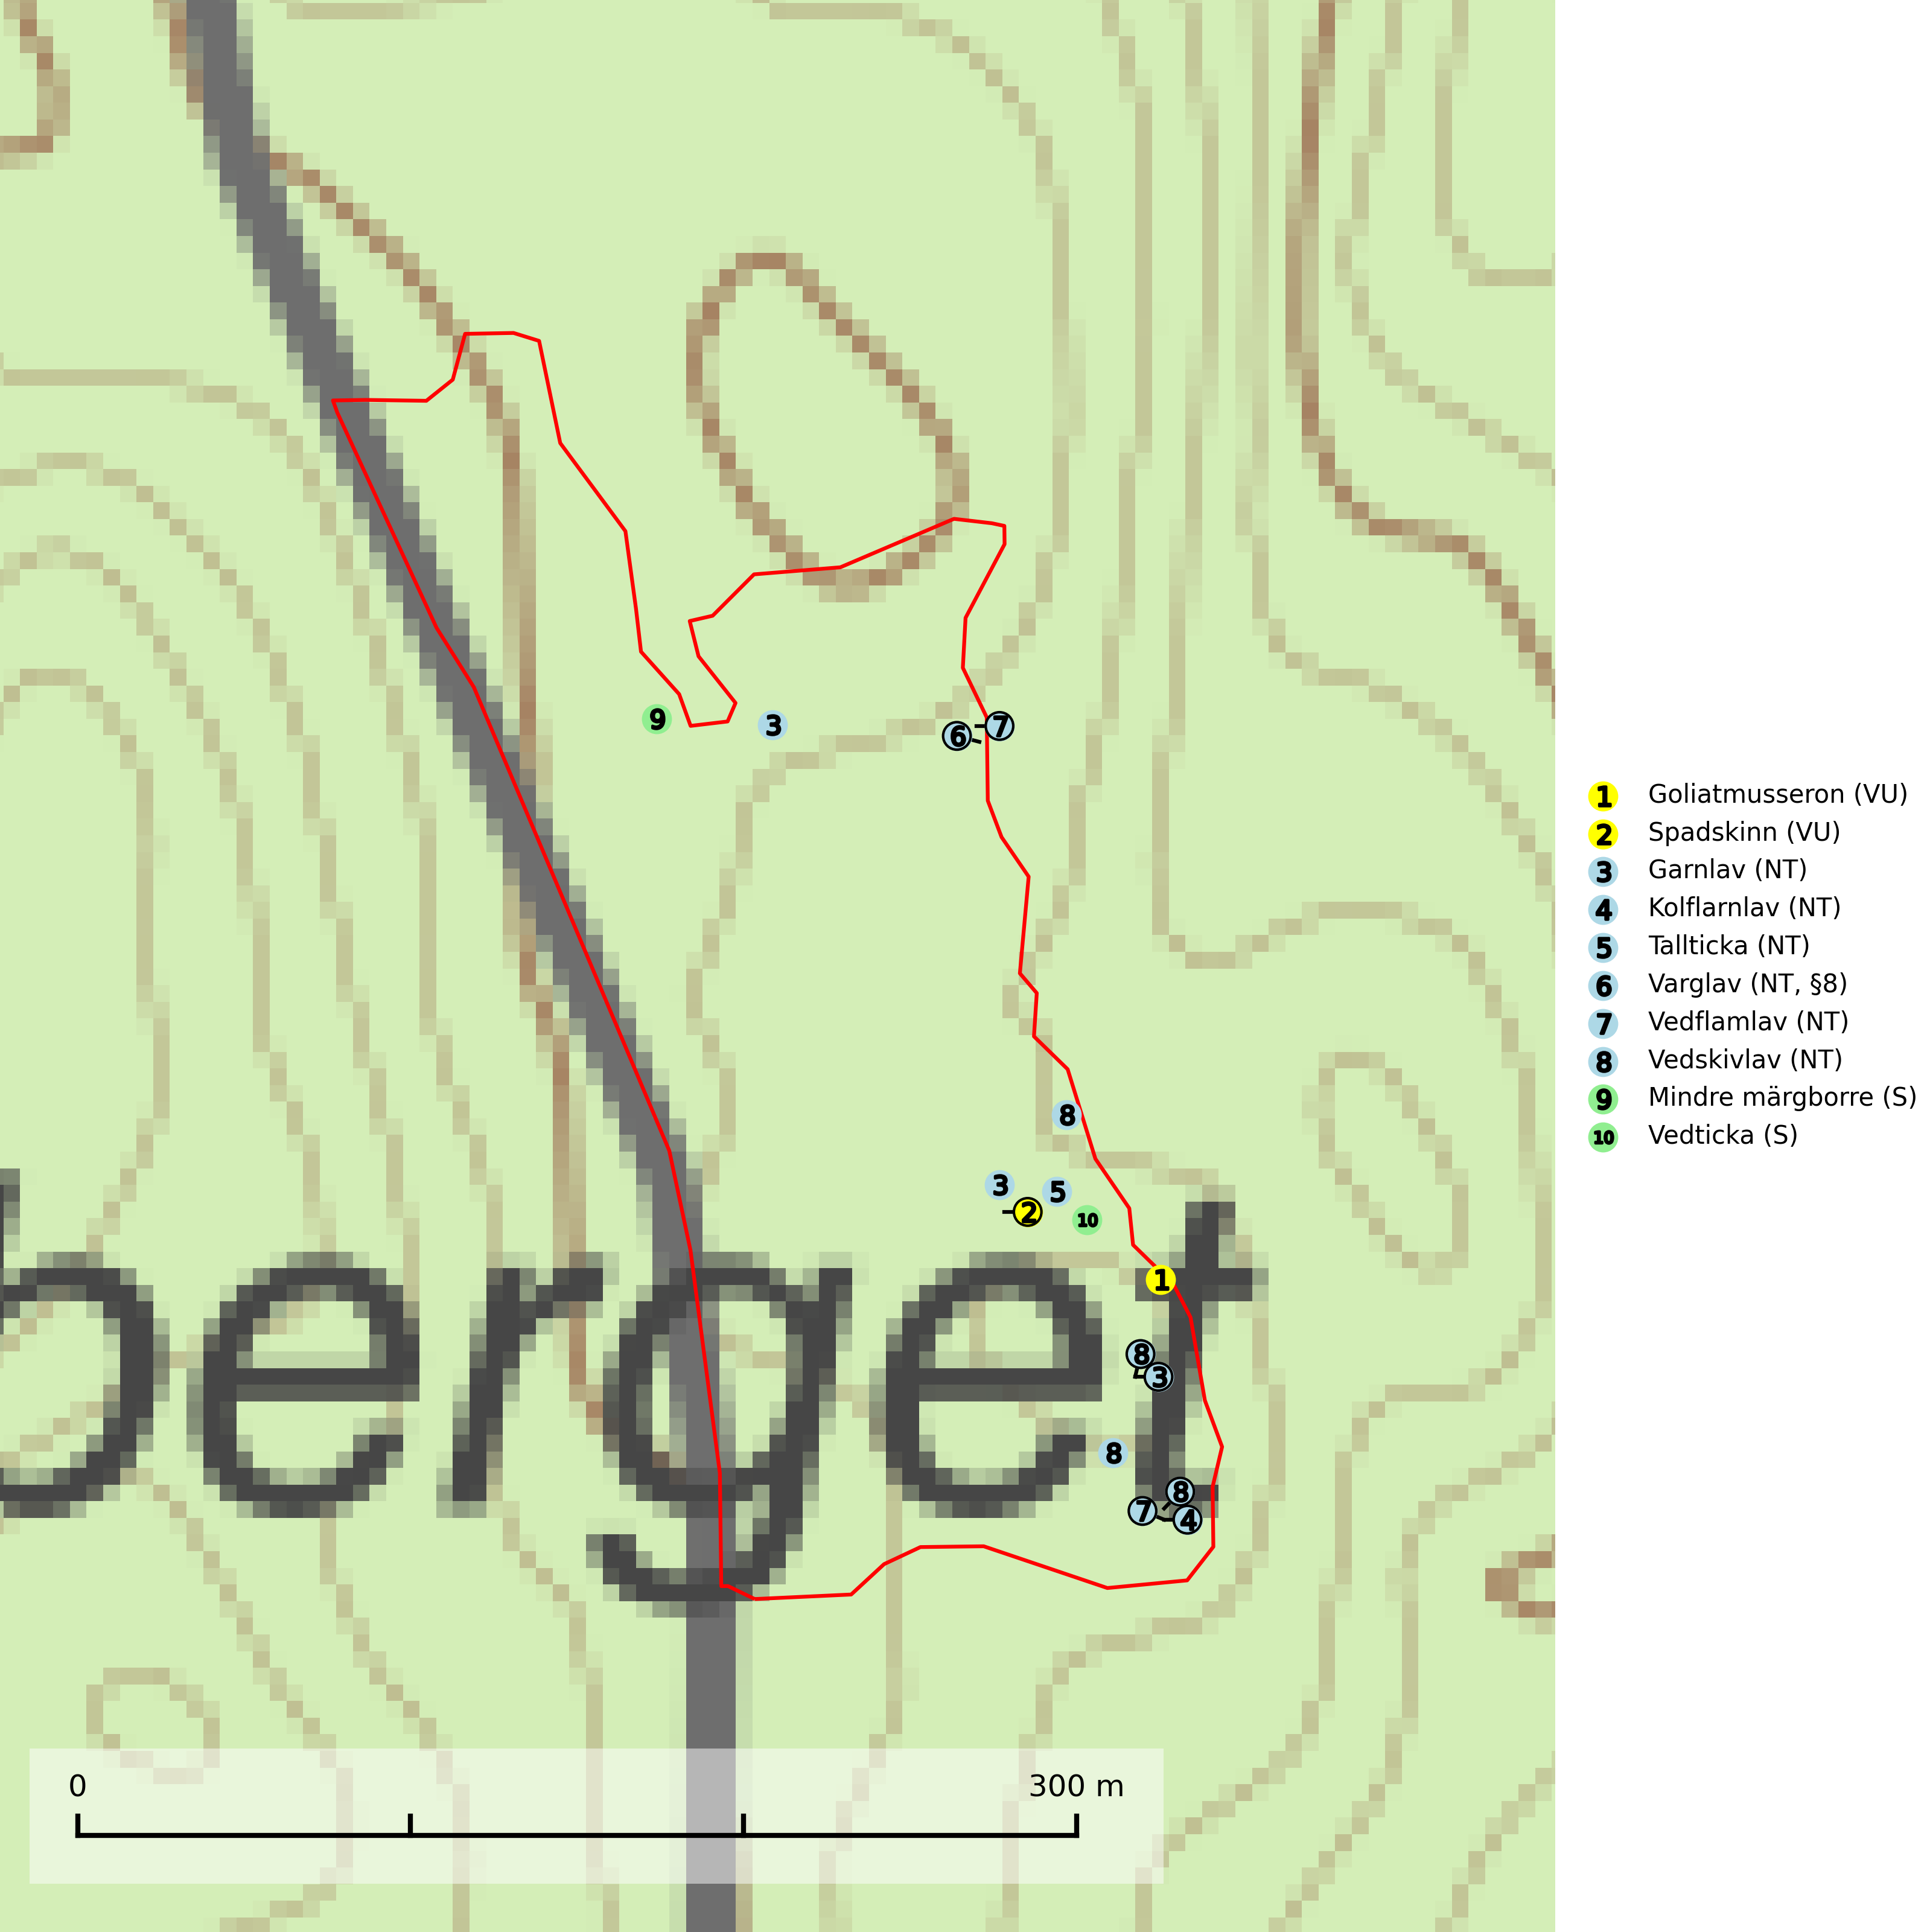 9
3
6
7
8
3
5
2
10
1
8
3
8
8
7
4
berget
0
300 m
1 Goliatmusseron (VU)
2 Spadskinn (VU)
3 Garnlav (NT)
4 Kolflarnlav (NT)
5 Tallticka (NT)
6 Varglav (NT, §8)
7 Vedflamlav (NT)
8 Vedskivlav (NT)
9 Mindre märgborre (S)
10 Vedticka (S)